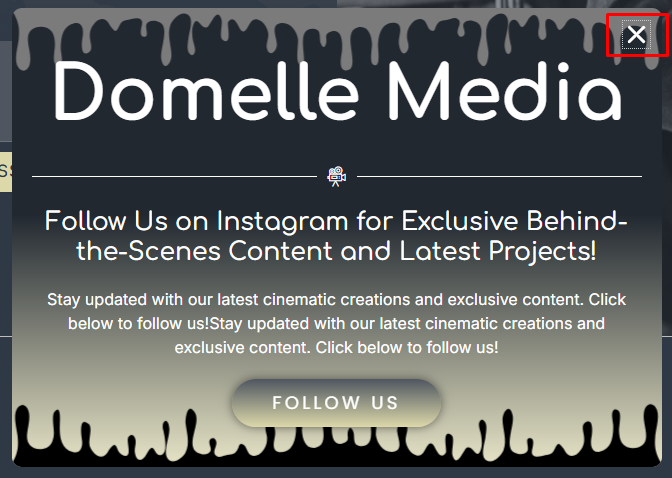 Domelle Media
Follow Us on Instagram for Exclusive Behind-
the-Scenes Content and Latest Projects!
Stay updated with our latest cinematic creations and exclusive content. Click
below to follow us!Stay updated with our latest cinematic creations and
exclusive content. Click below to follow us!
FOLLOW US